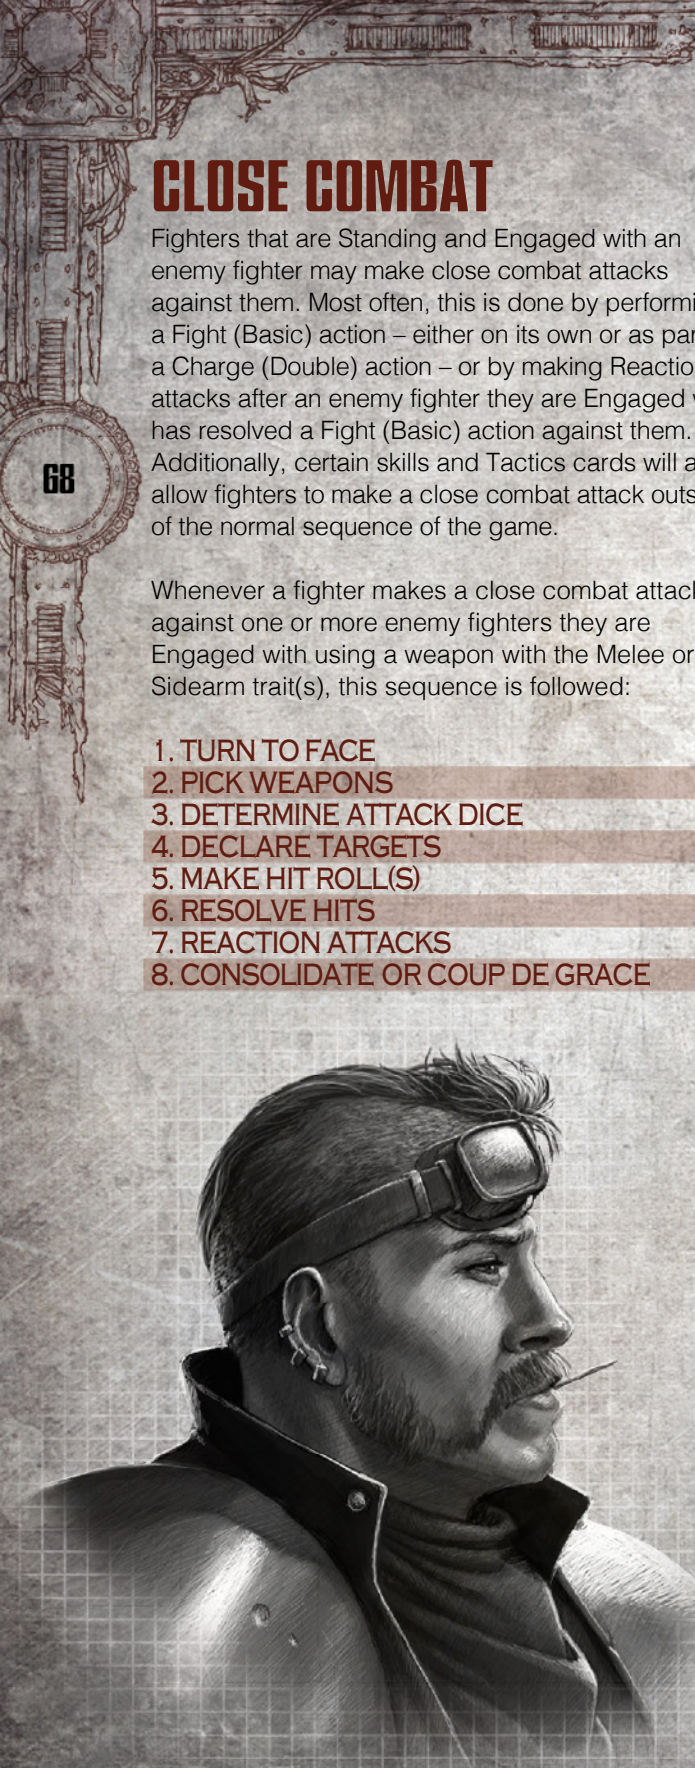 CLOSE COMBAT
Fighters that are Standing and Engaged with an
enemy fighter may make close combat attacks
against them. Most often, this is done by performi
a Fight (Basic) action – either on its own or as par
a Charge (Double) action – or by making Reactio
attacks after an enemy fighter they are Engaged
has resolved a Fight (Basic) action against them.
68
Additionally, certain skills and Tactics cards will a
allow fighters to make a close combat attack outs
of the normal sequence of the game.
Whenever a fighter makes a close combat attack
against one or more enemy fighters they are
Engaged with using a weapon with the Melee or
Sidearm trait(s), this sequence is followed:
1. TURN TO FACE
2. PICK WEAPONS
3. DETERMINE ATTACK DICE
4. DECLARE TARGETS
5. MAKE HIT ROLL(S)
6. RESOLVE HITS
7. REACTION ATTACKS
8. CONSOLIDATE OR COUP DE GRACE